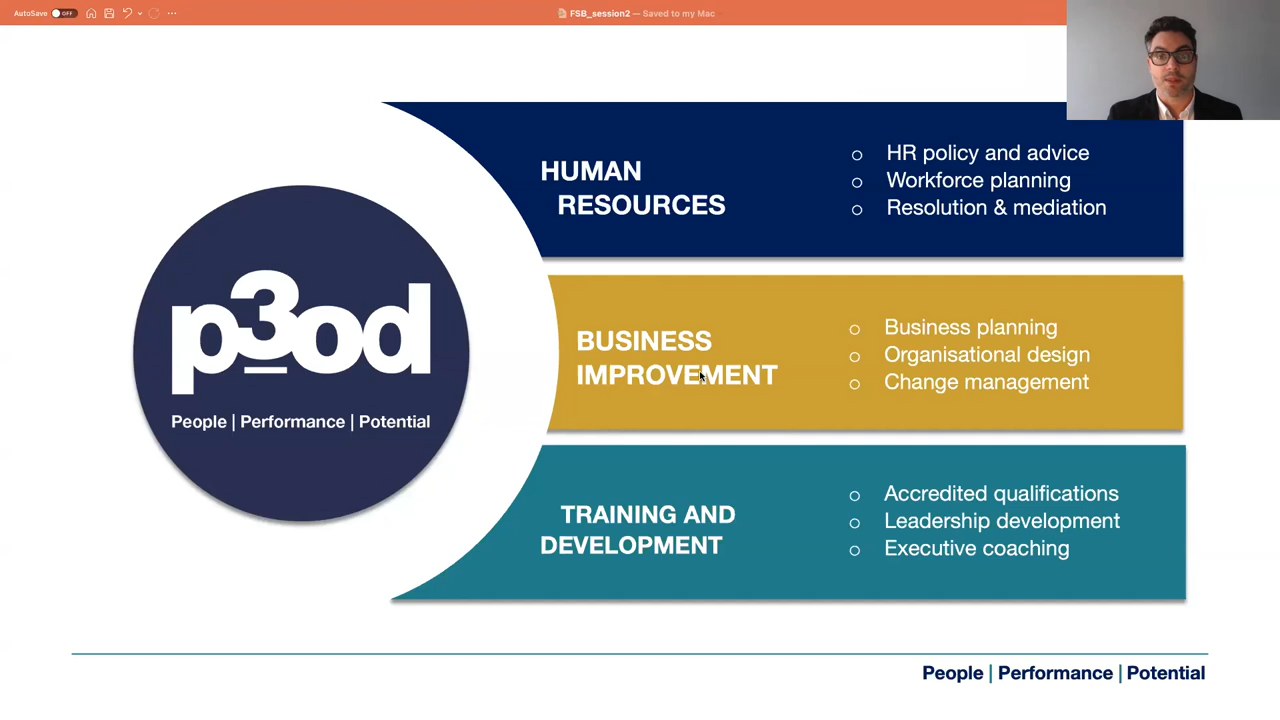 AutoSave OFF
FSB_session2 — Saved to my Mac
p3od
People | Performance | Potential
HUMAN
RESOURCES
HR policy and advice
Workforce planning
Resolution & mediation
BUSINESS
IMPROVEMENT
Business planning
Organisational design
Change management
TRAINING AND
DEVELOPMENT
Accredited qualifications
Leadership development
Executive coaching
People | Performance | Potential